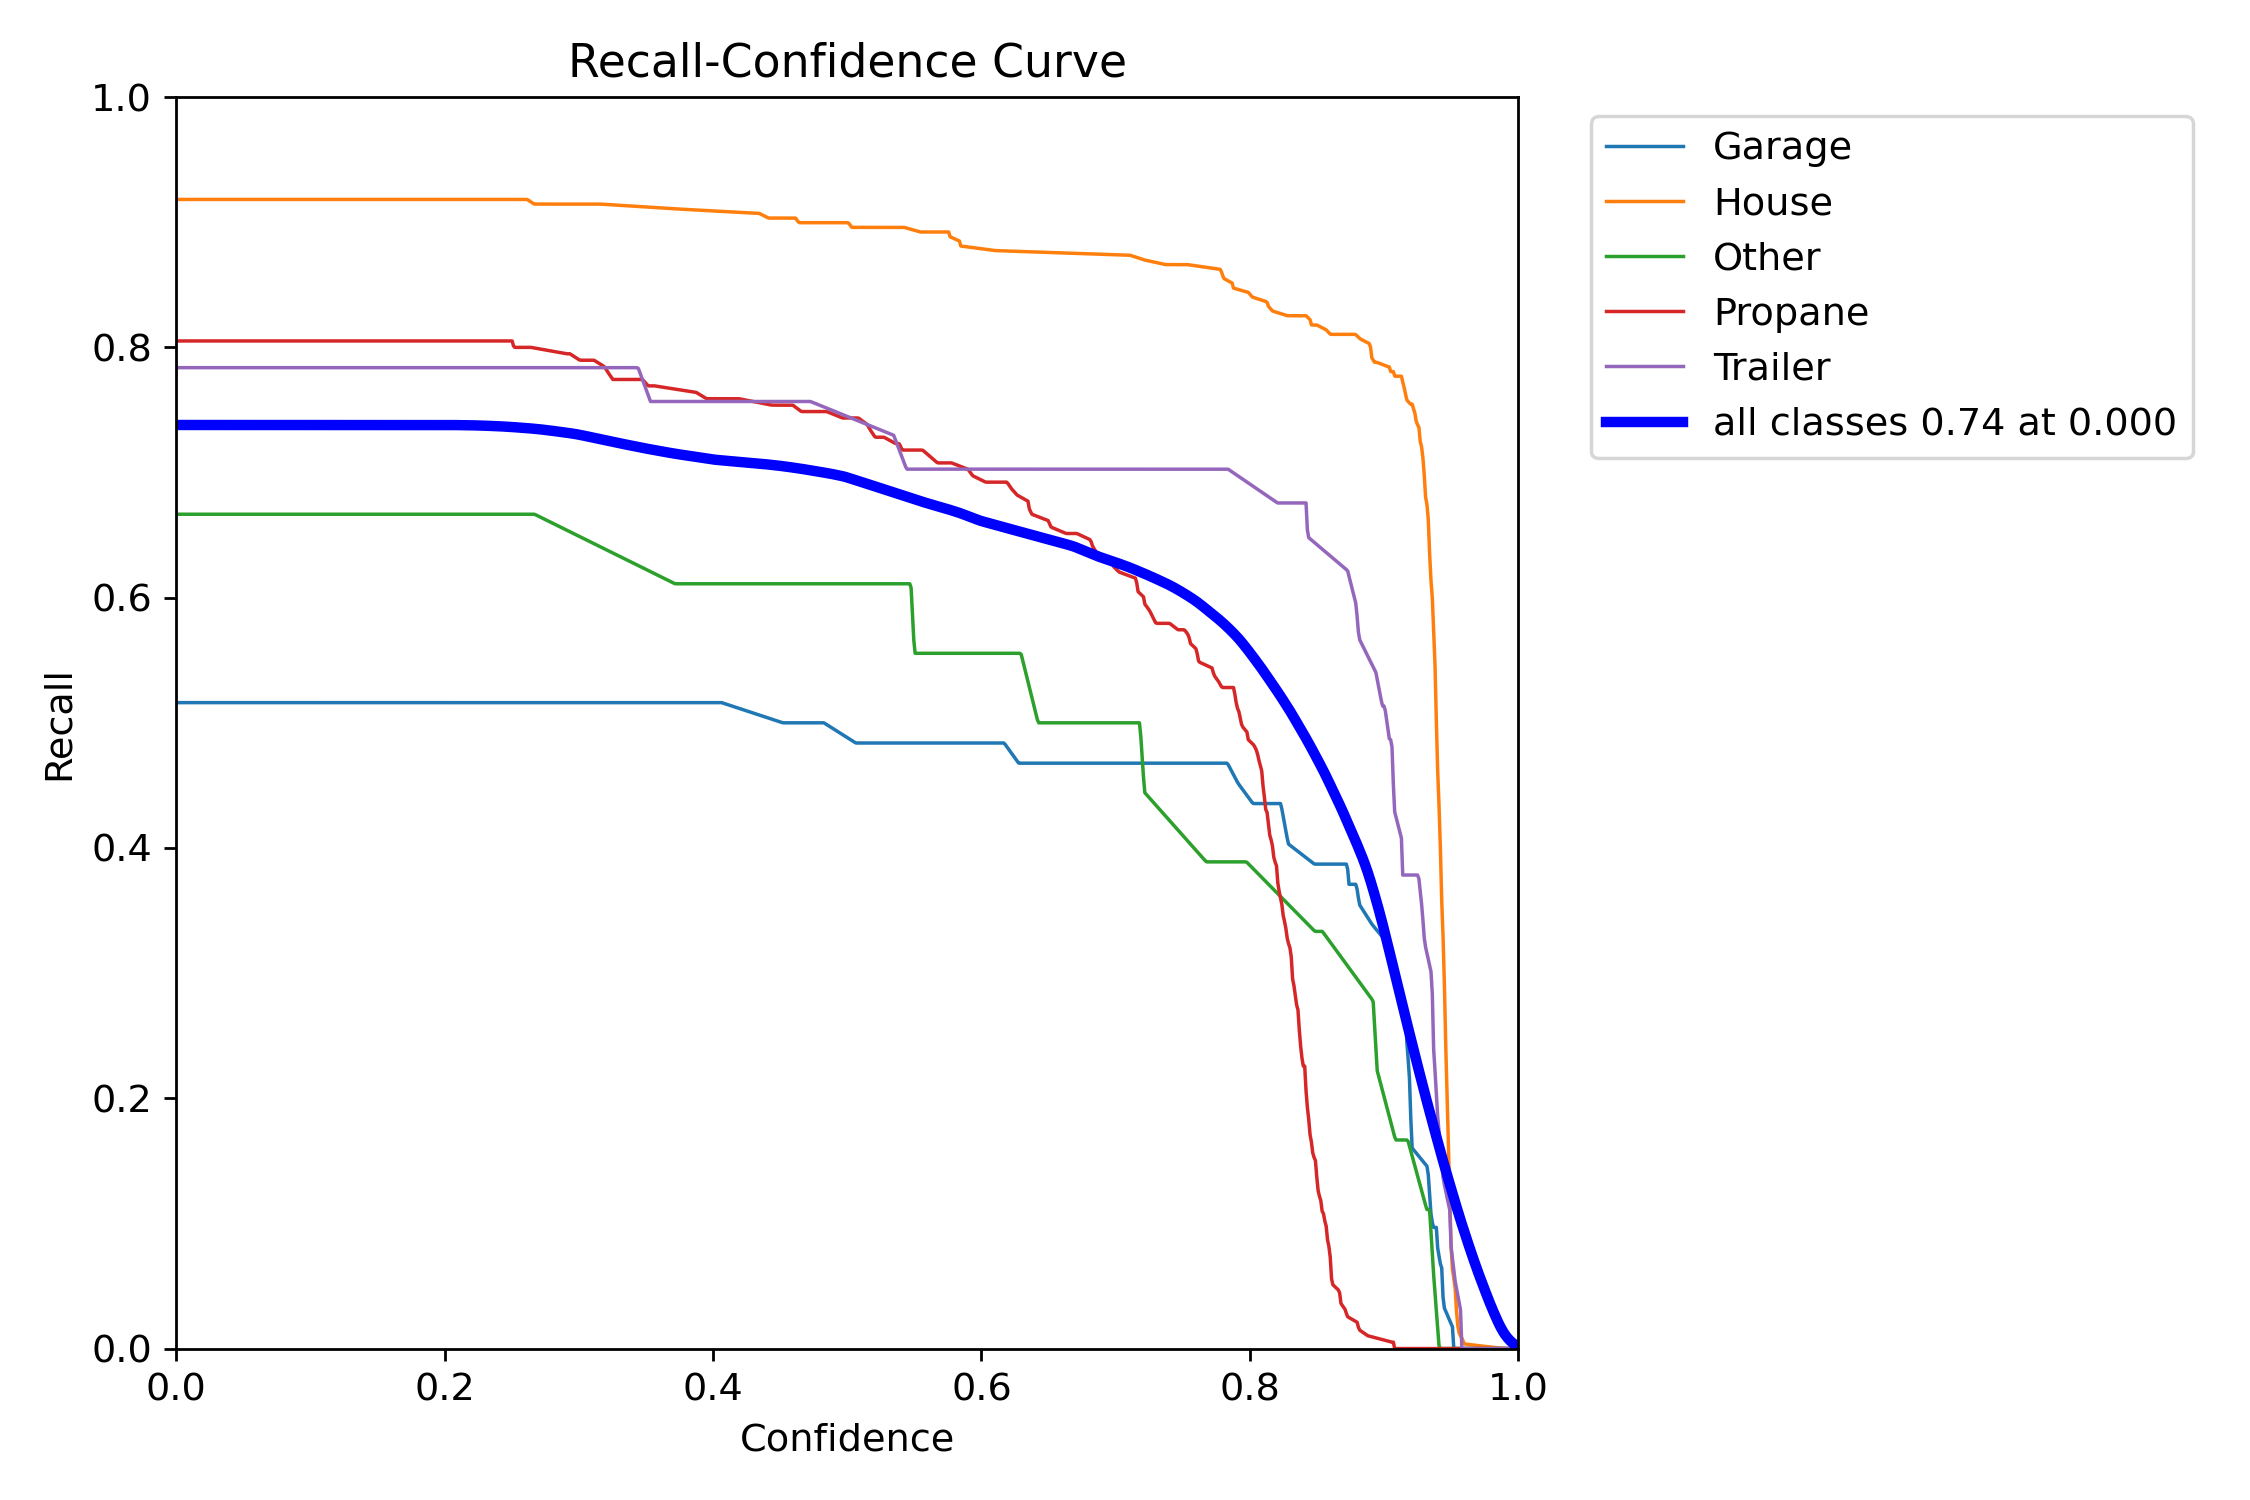 Recall-Confidence Curve
1.0
0.8
0.6
0.4
0.2
0.0
Recall
0.0 0.2 0.4 0.6 0.8 1.0
Confidence
Garage
House
Other
Propane
Trailer
all classes 0.74 at 0.000